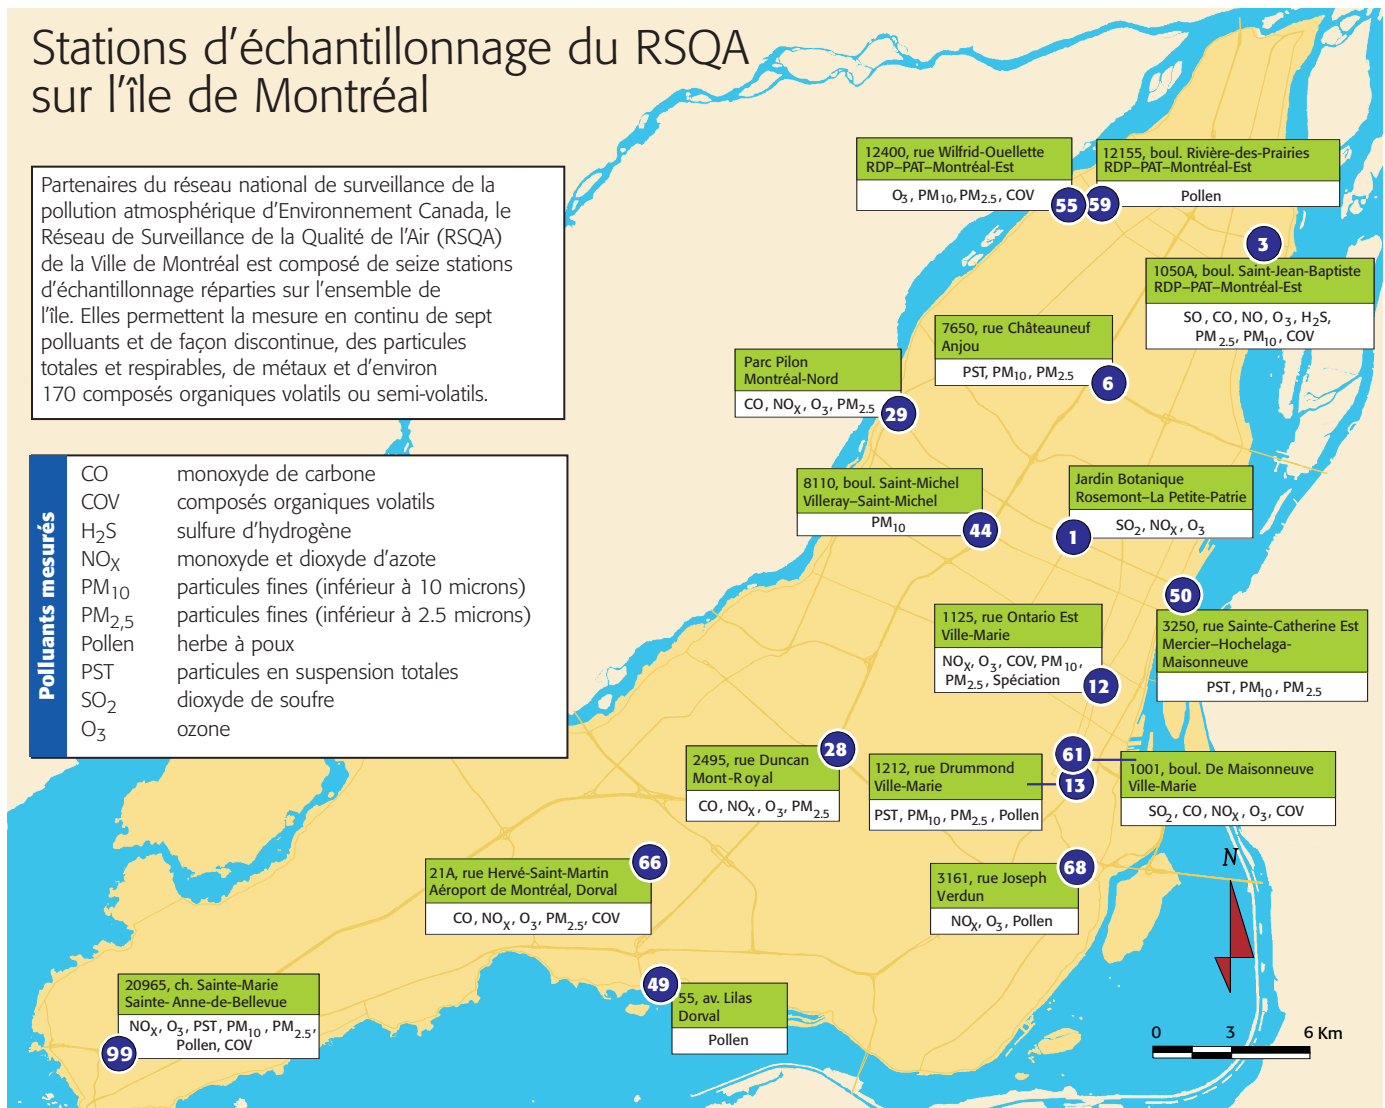 Stations d'échantillonnage du RSQA
sur l'île de Montréal
Partenaires du réseau national de surveillance de la
pollution atmosphérique d'Environnement Canada, le
Réseau de Surveillance de la Qualité de l'Air (RSQA)
de la Ville de Montréal est composé de seize stations
d'échantillonnage réparties sur l'ensemble de
l'île. Elles permettent la mesure en continu de sept
polluants et de façon discontinue, des particules
totales et respirables, de métaux et d'environ
170 composés organiques volatils ou semi-volatils.
Polluants mesurés
CO monoxyde de carbone
COV composés organiques volatils
H2S sulfure d'hydrogène
NOX monoxyde et dioxyde d'azote
PM10 particules fines (inférieur à 10 microns)
PM2,5 particules fines (inférieur à 2.5 microns)
Pollen herbe à poux
PST particules en suspension totales
SO2 dioxyde de soufre
O3 ozone
12400, rue Wilfrid-Ouellette
RDP–PAT–Montréal-Est
O3, PM10, PM2.5, COV
55
12155, boul. Rivière-des-Prairies
RDP–PAT–Montréal-Est
Pollen
59
3
1050A, boul. Saint-Jean-Baptiste
RDP–PAT–Montréal-Est
SO, CO, NO, O3, H2S,
PM2.5, PM10, COV
7650, rue Châteauneuf
Anjou
PST, PM10, PM2.5
6
Parc Pilon
Montréal-Nord
CO, NOX, O3, PM2.5
29
8110, boul. Saint-Michel
Villeray–Saint-Michel
PM10
44
Jardin Botanique
Rosemont–La Petite-Patrie
SO2, NOX, O3
1
50
3250, rue Sainte-Catherine Est
Mercier–Hochelaga-
Maisonneuve
PST, PM10, PM2.5
1125, rue Ontario Est
Ville-Marie
NOX, O3, COV, PM10,
PM2.5, Spéciation
12
2495, rue Duncan
Mont-Royal
CO, NOX, O3, PM2.5
28
1212, rue Drummond
Ville-Marie
PST, PM10, PM2.5, Pollen
13
61
1001, boul. De Maisonneuve
Ville-Marie
SO2, CO, NOX, O3, COV
21A, rue Hervé-Saint-Martin
Aéroport de Montréal, Dorval
CO, NOX, O3, PM2.5, COV
66
3161, rue Joseph
Verdun
NOX, O3, Pollen
68
20965, ch. Sainte-Marie
Sainte-Anne-de-Bellevue
NOX, O3, PST, PM10, PM2.5,
Pollen, COV
99
49
55, av. Lilas
Dorval
Pollen
N
0 3 6 Km